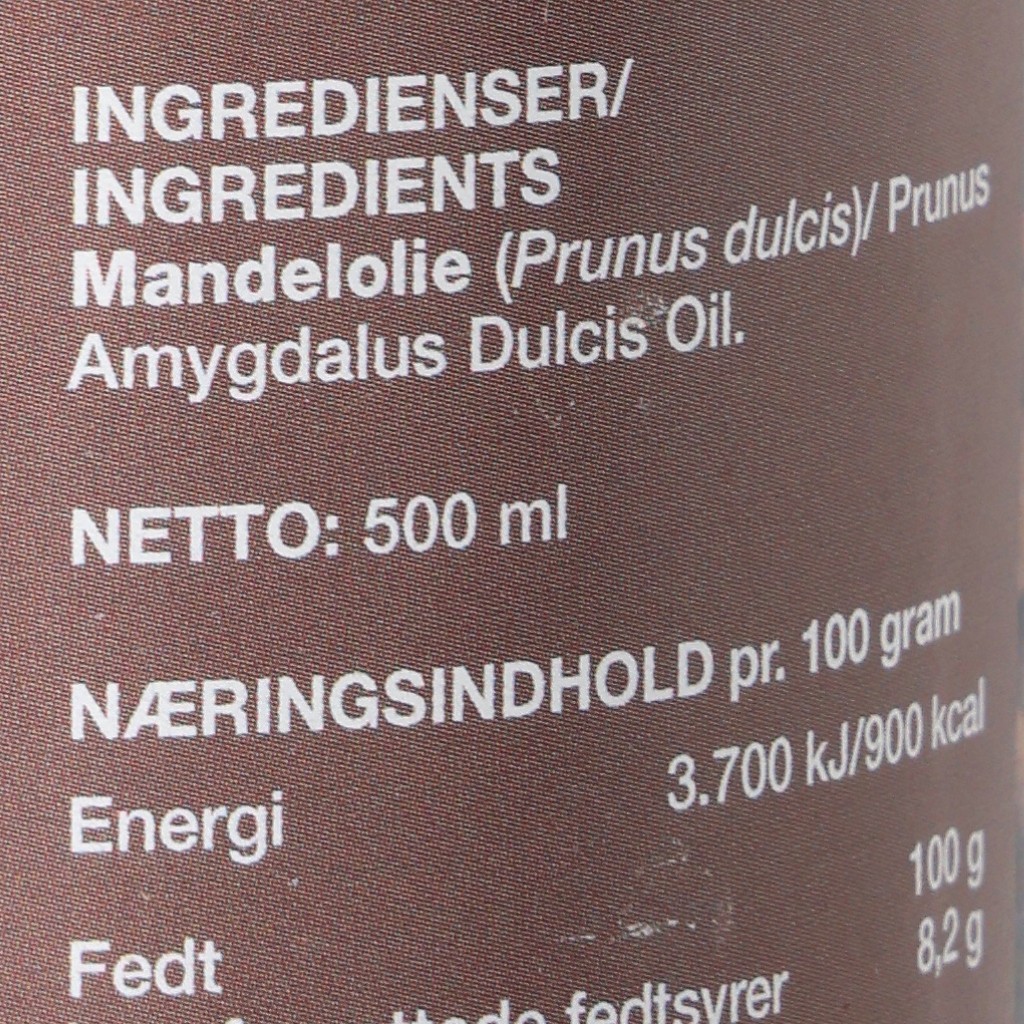 INGREDIENSER/
INGREDIENTS
Mandelolie (Prunus dulcis)/ Prunus
Amygdalus Dulcis Oil.
NETTO: 500 ml
NÆRINGSINDHOLD pr. 100 gram
Energi 3.700 kJ/900 kcal
Fedt 100 g
fedtsyrer 8,2 g